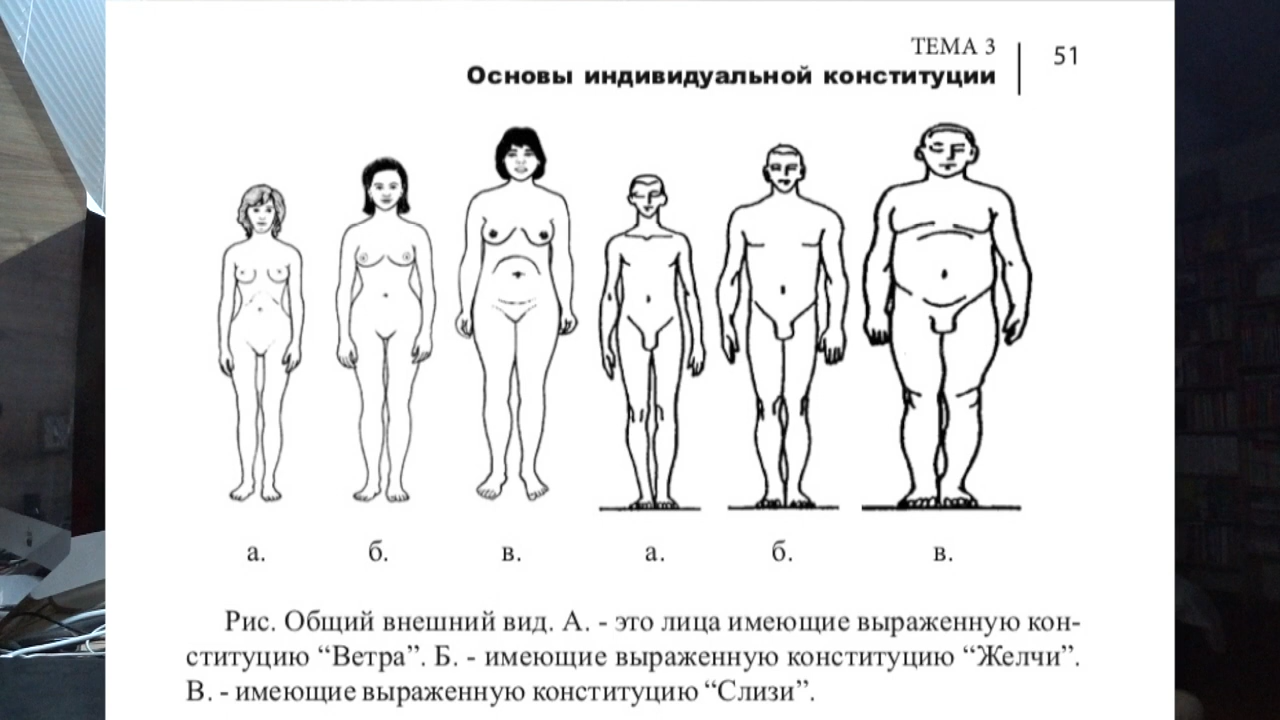 ТЕМА 3
51
Основы индивидуальной конституции
а. б. в. а. б. в.
Рис. Общий внешний вид. А. - это лица имеющие выраженную кон-
ституцию “Ветра”. Б. - имеющие выраженную конституцию “Желчи”.
В. - имеющие выраженную конституцию “Слизи”.